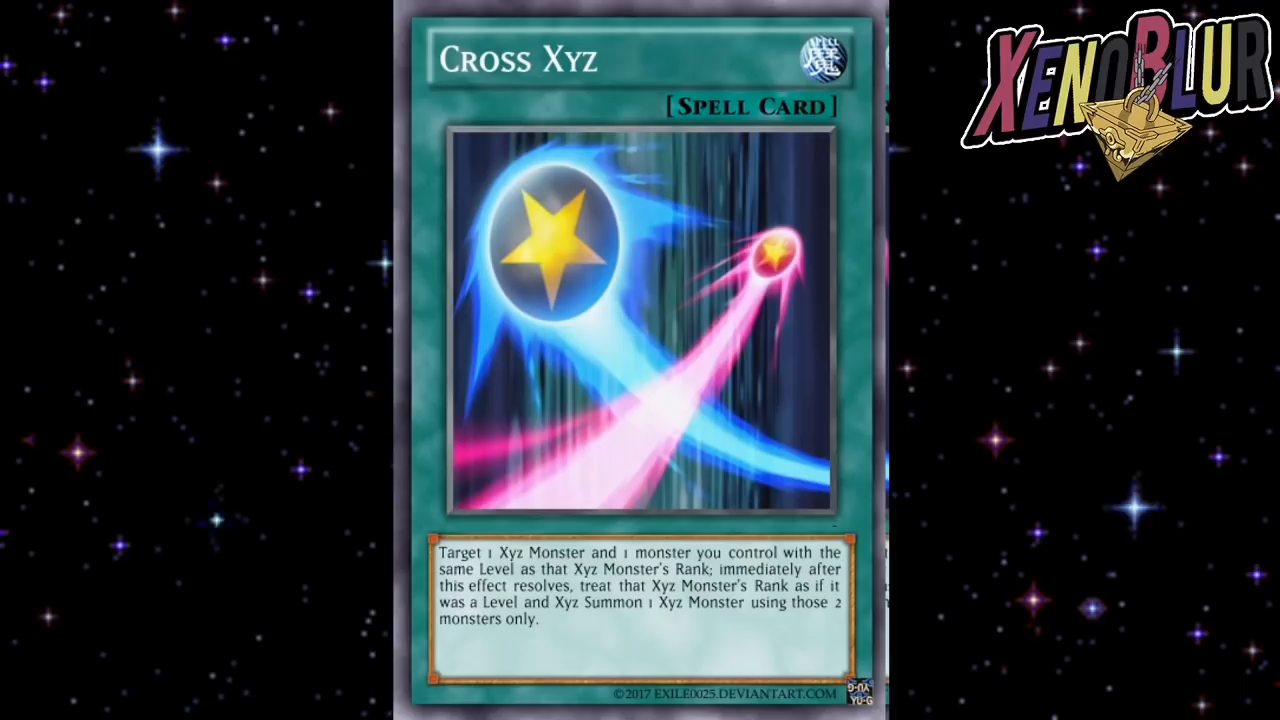 XENOBLUR
CROSS XYZ
[SPELL CARD]
Target 1 Xyz Monster and 1 monster you control with the
same Level as that Xyz Monster's Rank; immediately after
this effect resolves, treat that Xyz Monster's Rank as if it
was a Level and Xyz Summon 1 Xyz Monster using those 2
monsters only.
©2017 EXILE0025.DEVIANTART.COM